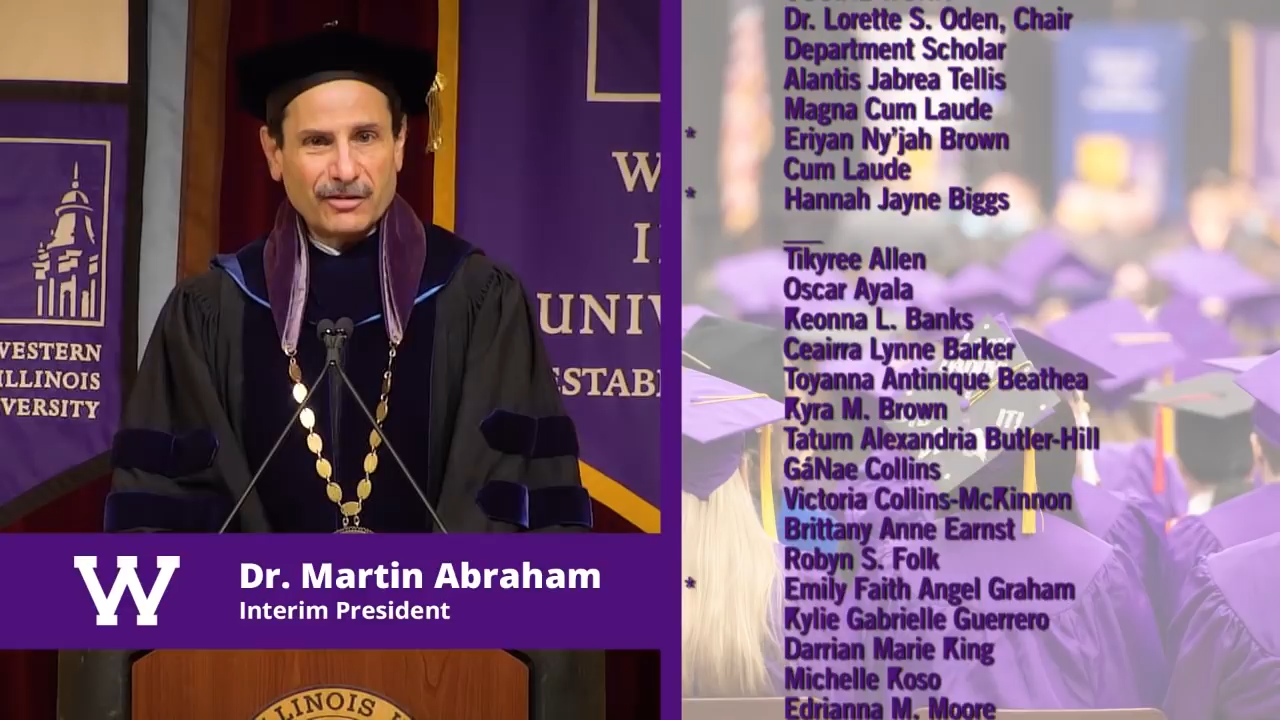 WESTERN
ILLINOIS
VERSITY
W
UNIV
ESTAB
W
Dr. Martin Abraham
Interim President
ILLINOIS
Dr. Lorette S. Oden, Chair
Department Scholar
Alantis Jabrea Tellis
Magna Cum Laude
* Eriyan Ny'jah Brown
Cum Laude
* Hannah Jayne Biggs
Tikyree Allen
Oscar Ayala
Keonna L. Banks
Ceairra Lynne Barker
Toyanna Antinique Beathea
Kyra M. Brown
Tatum Alexandria Butler-Hill
GáNae Collins
Victoria Collins-McKinnon
Brittany Anne Earnst
Robyn S. Folk
* Emily Faith Angel Graham
Kylie Gabrielle Guerrero
Darrian Marie King
Michelle Koso
Edrianna M. Moore